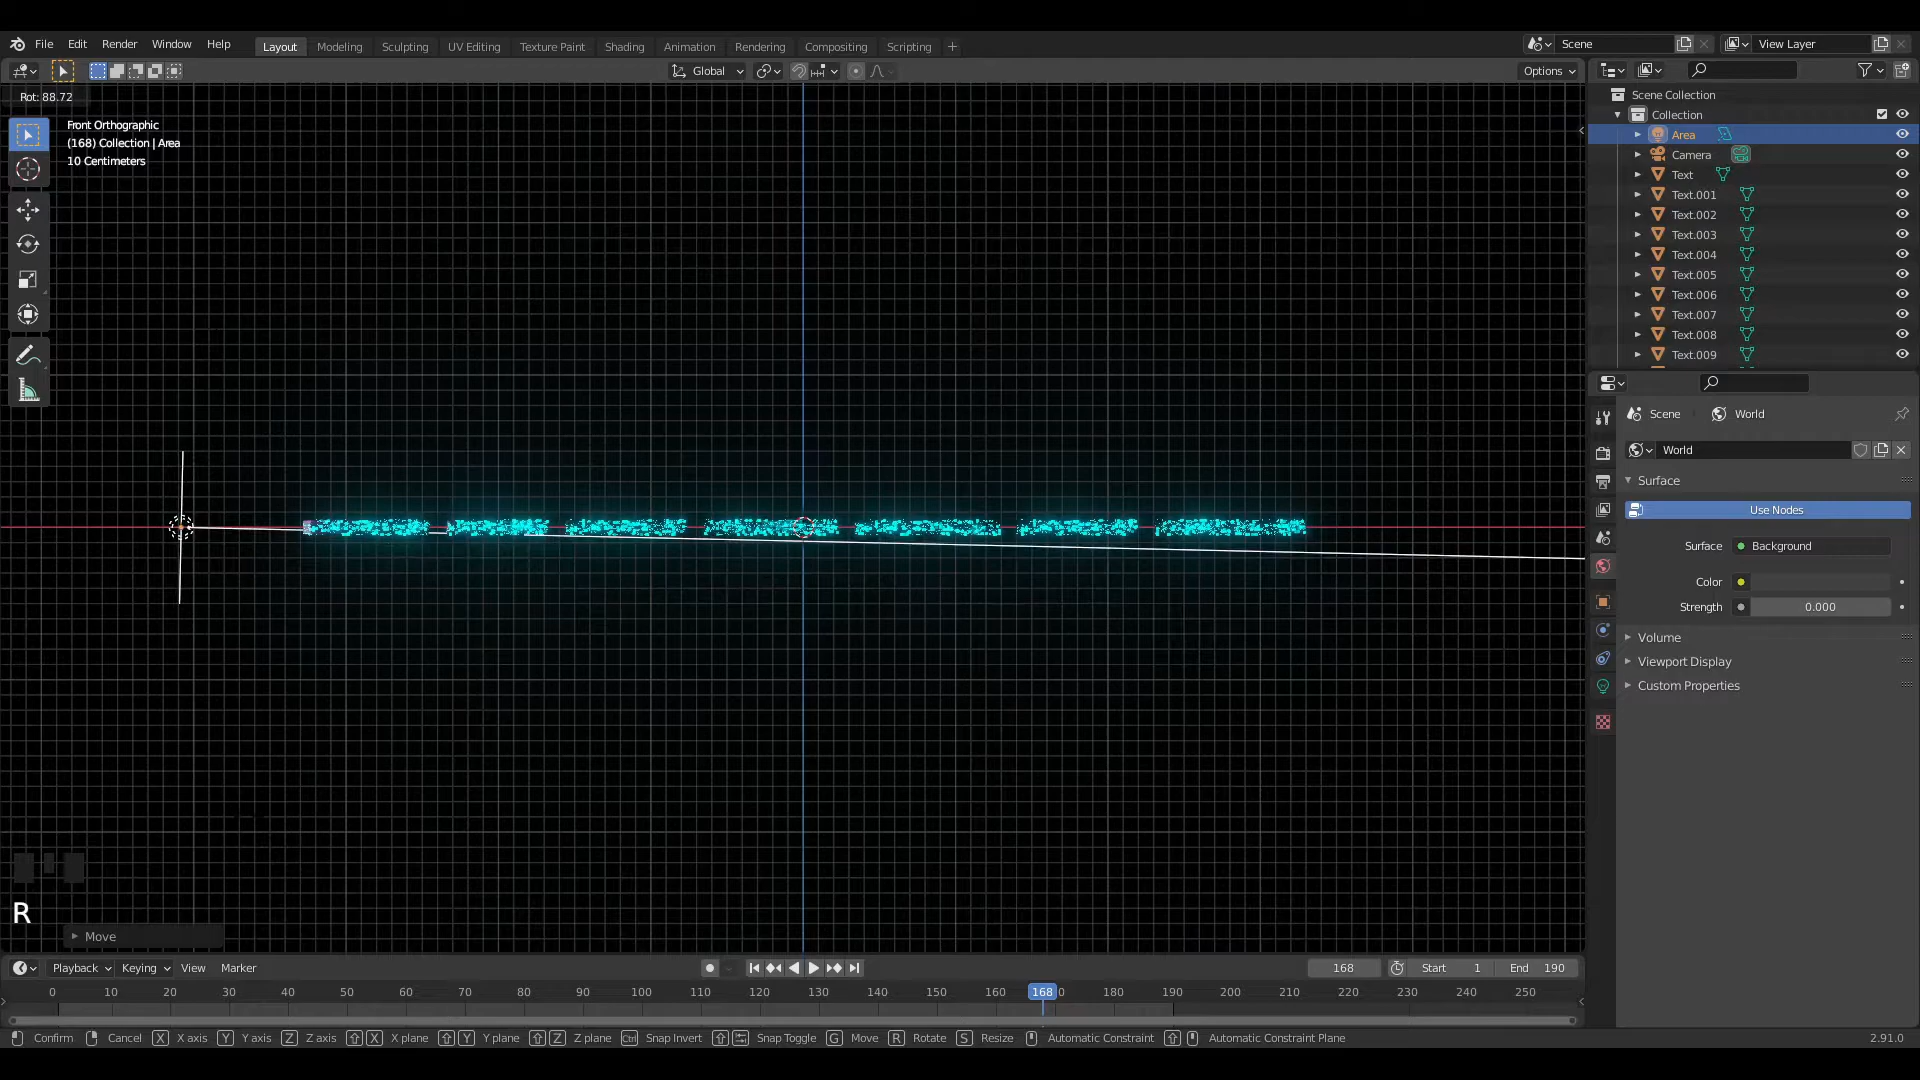 File Edit Render Window Help Layout Modeling Sculpting UV Editing Texture Paint Shading Animation Rendering Compositing Scripting + Scene View Layer
Global Options
Rot: 88.72
Front Orthographic
(168) Collection | Area
10 Centimeters
Scene Collection
Collection
Area
Camera
Text
Text.001
Text.002
Text.003
Text.004
Text.005
Text.006
Text.007
Text.008
Text.009
Scene World
World
Surface
Use Nodes
Surface Background
Color
Strength 0.000
Volume
Viewport Display
Custom Properties
R
Move
Playback Keying View Marker 168 Start 1 End 190
0 10 20 30 40 50 60 70 80 90 100 110 120 130 140 150 160 168 0 180 190 200 210 220 230 240 250
Confirm Cancel X X axis Y Y axis Z Z axis X X plane Y Y plane Z Z plane Ctrl Snap Invert Snap Toggle G Move R Rotate S Resize Automatic Constraint Automatic Constraint Plane 2.91.0